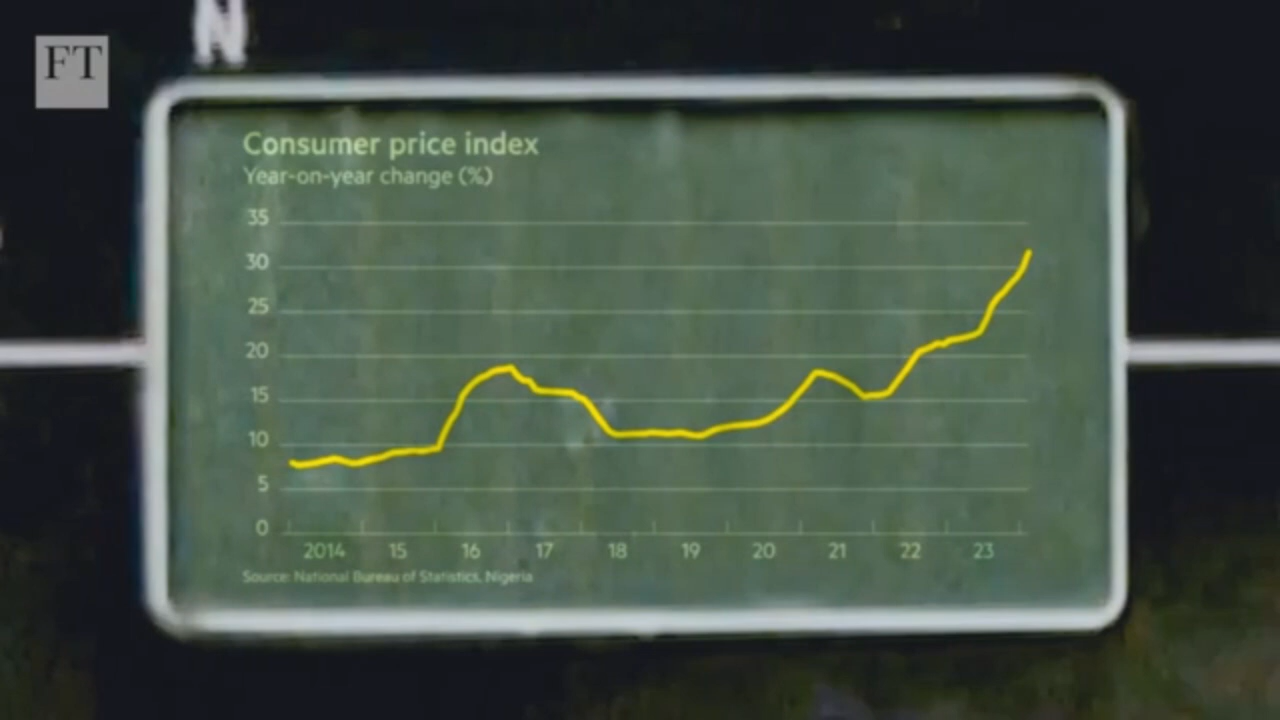 N
FT
Consumer price index
Year-on-year change (%)
35
30
25
20
15
10
5
0
2014 15 16 17 18 19 20 21 22 23
Source: National Bureau of Statistics, Nigeria